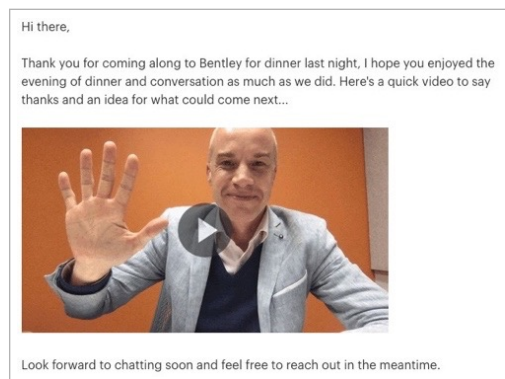 Hi there,
Thank you for coming along to Bentley for dinner last night, I hope you enjoyed the
evening of dinner and conversation as much as we did. Here's a quick video to say
thanks and an idea for what could come next...
Look forward to chatting soon and feel free to reach out in the meantime.